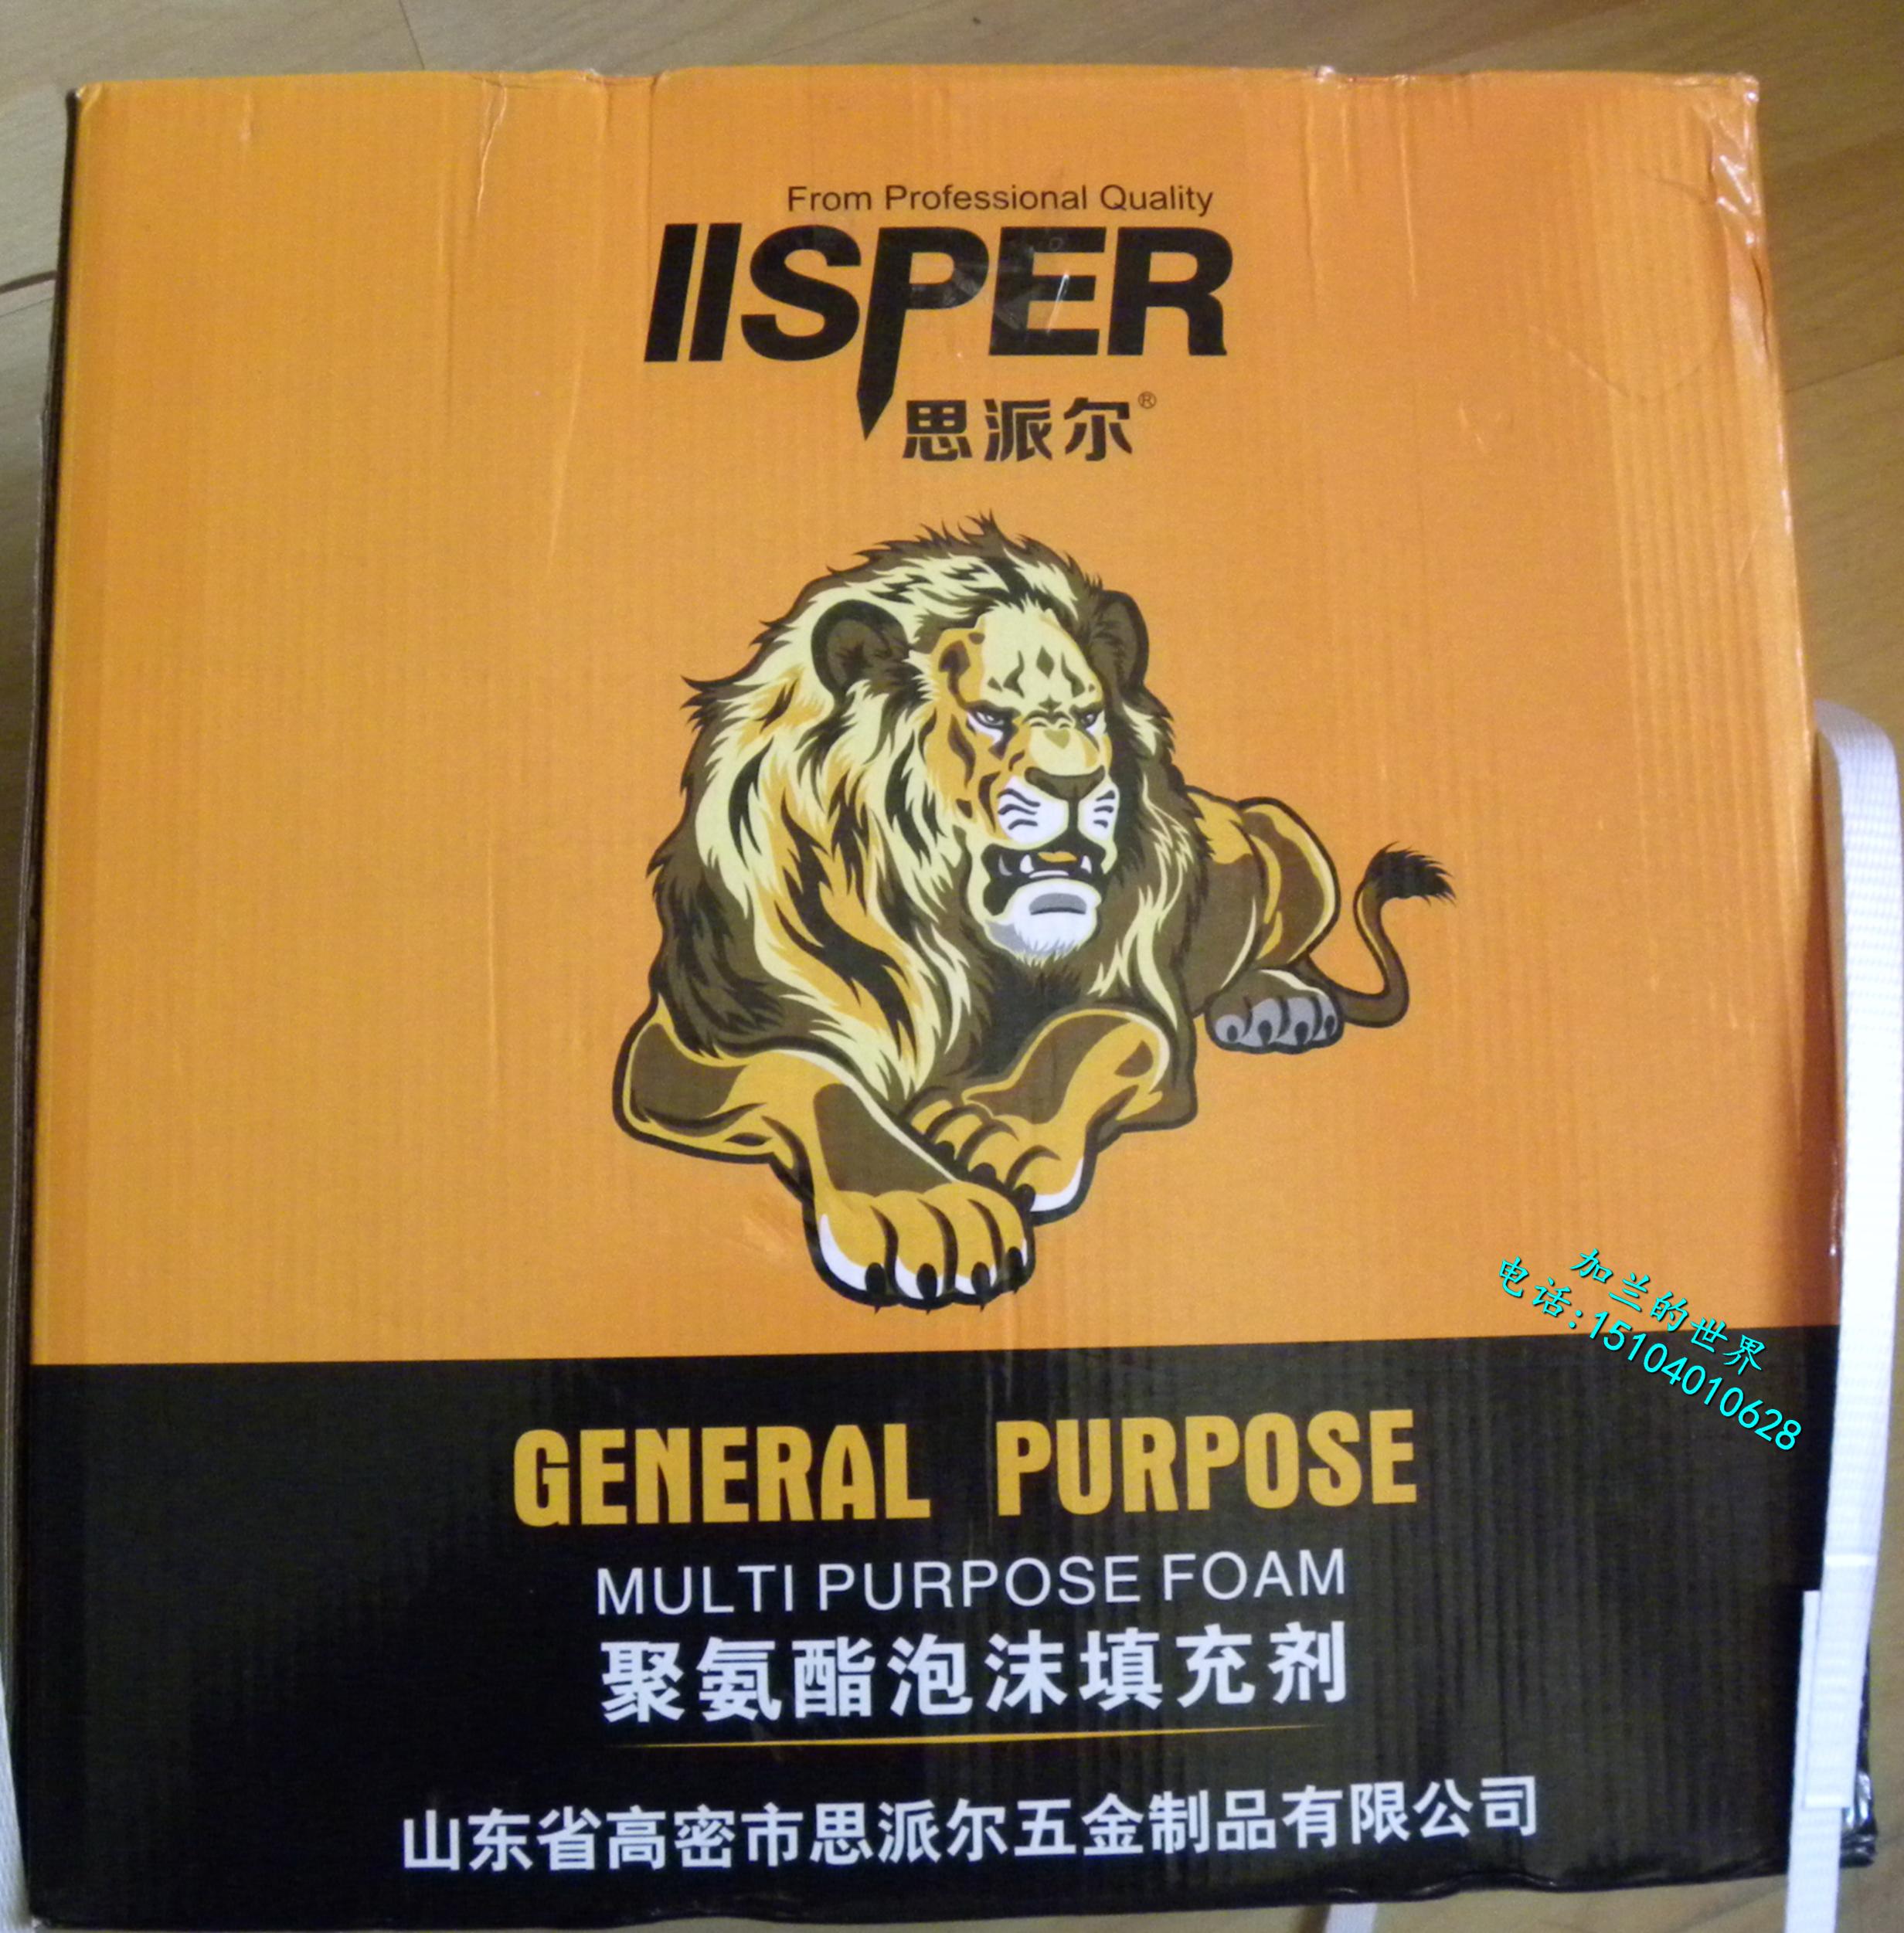 From Professional Quality
IISPER
思派尔®
加兰的世界
电话:15104010628
GENERAL PURPOSE
MULTI PURPOSE FOAM
聚氨酯泡沫填充剂
山东省高密市思派尔五金制品有限公司